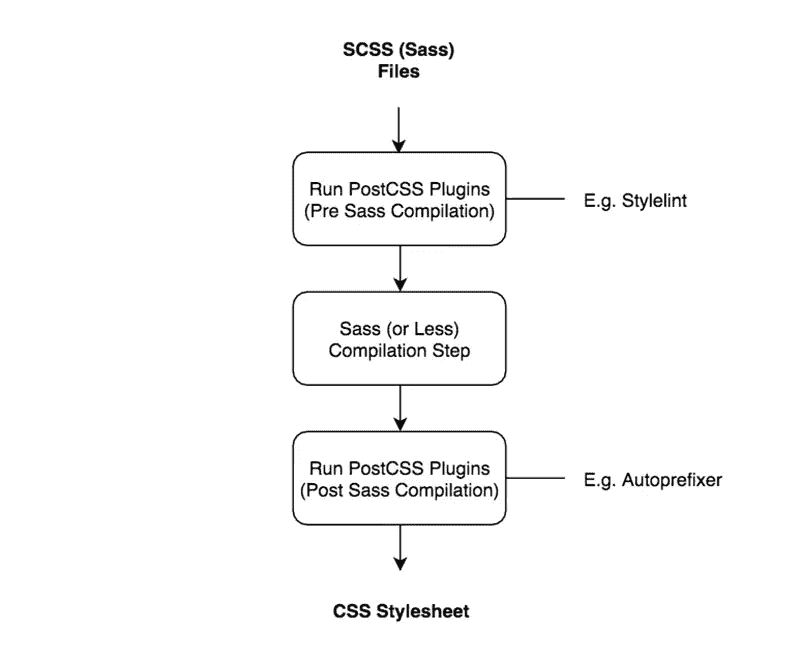 SCSS (Sass)
Files
Run PostCSS Plugins
(Pre Sass Compilation)
E.g. Stylelint
Sass (or Less)
Compilation Step
Run PostCSS Plugins
(Post Sass Compilation)
E.g. Autoprefixer
CSS Stylesheet